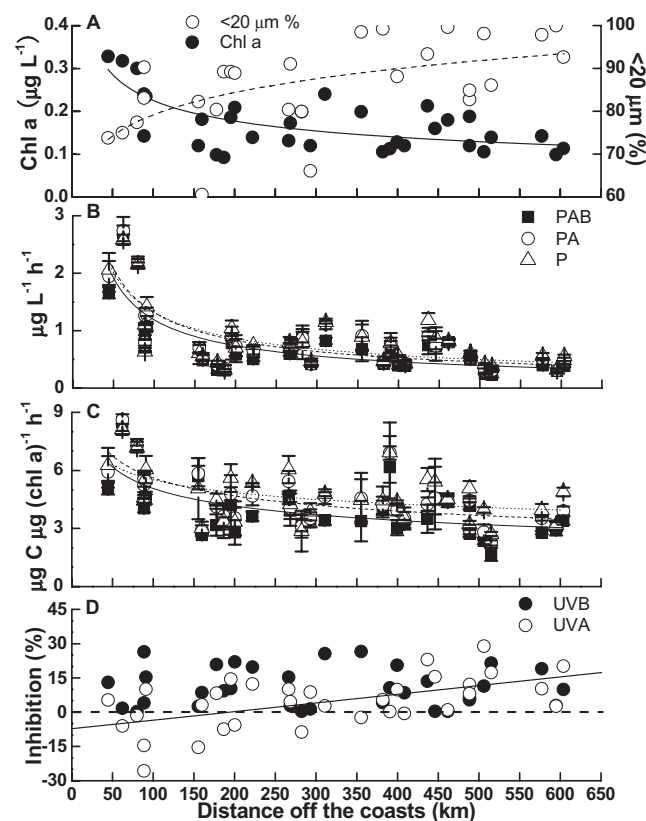 A
<20 μm %
Chl a
0.4
0.3
0.2
0.1
0.0
Chl a (μg L⁻¹)
100
90
80
70
60
<20 μm (%)
B
PAB
PA
P
3
2
1
0
μg L⁻¹ h⁻¹
C
9
6
3
0
μg C μg (chl a)⁻¹ h⁻¹
D
UVB
UVA
45
30
15
0
-15
-30
Inhibition (%)
0 50 100 150 200 250 300 350 400 450 500 550 600 650
Distance off the coasts (km)